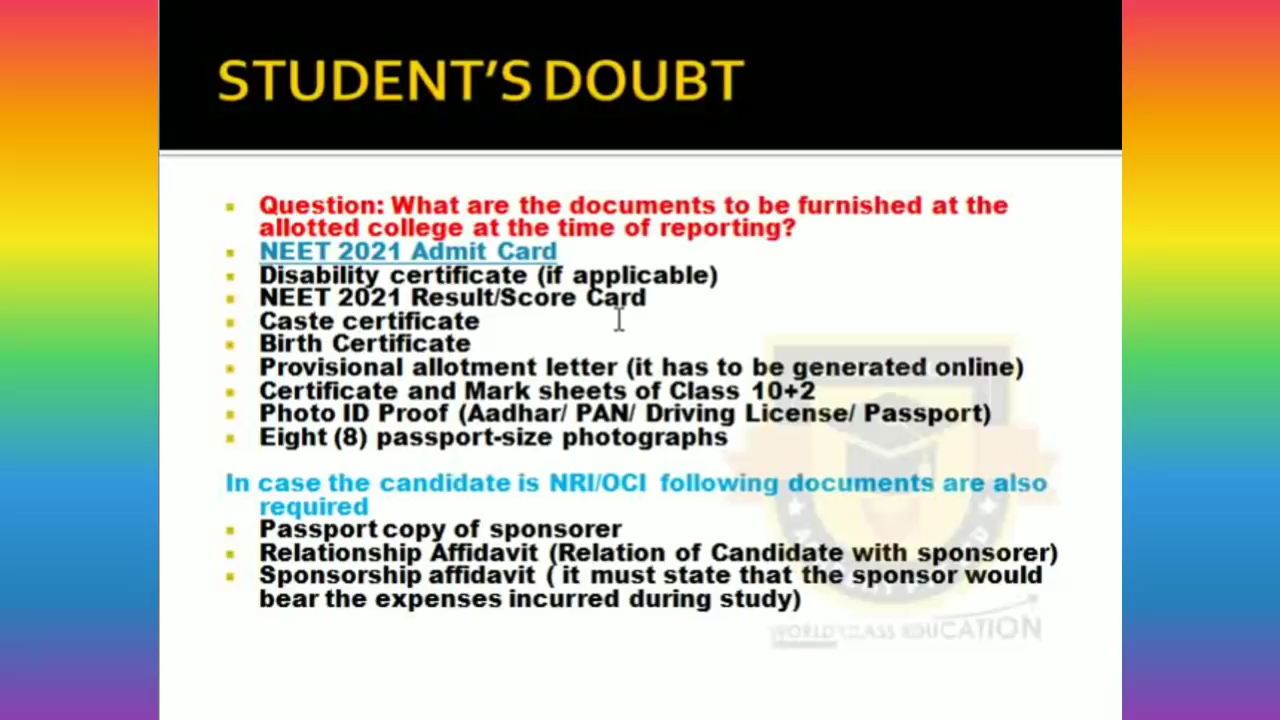 STUDENT'S DOUBT
Question: What are the documents to be furnished at the
allotted college at the time of reporting?
NEET 2021 Admit Card
Disability certificate (if applicable)
NEET 2021 Result/Score Card
Caste certificate
Birth Certificate
Provisional allotment letter (it has to be generated online)
Certificate and Mark sheets of Class 10+2
Photo ID Proof (Aadhar/ PAN/ Driving License/ Passport)
Eight (8) passport-size photographs
In case the candidate is NRI/OCI following documents are also
required
Passport copy of sponsorer
Relationship Affidavit (Relation of Candidate with sponsorer)
Sponsorship affidavit ( it must state that the sponsor would
bear the expenses incurred during study)
WORLD CLASS EDUCATION